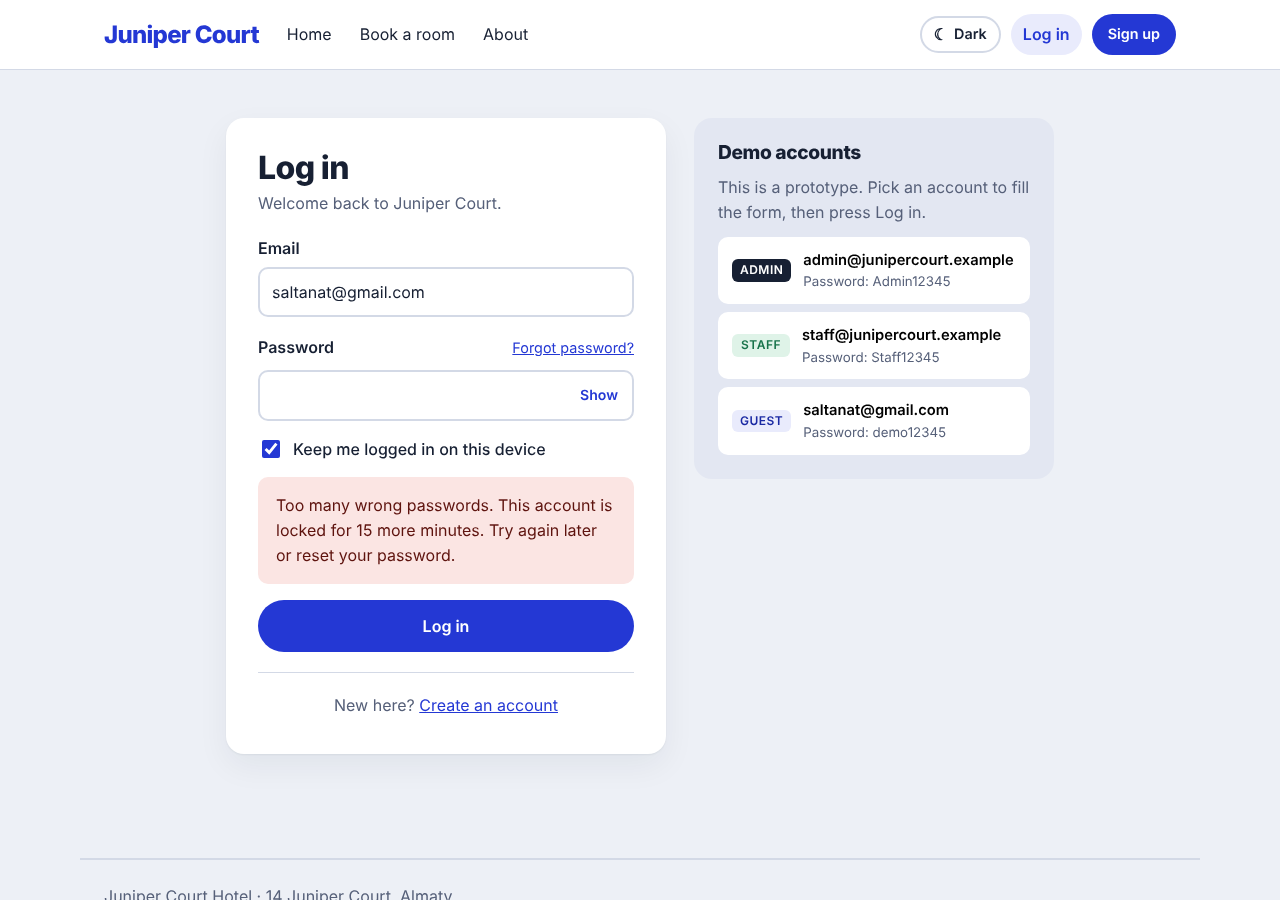 Juniper Court Home Book a room About ☾ Dark Log in Sign up
Log in
Welcome back to Juniper Court.
Email
saltanat@gmail.com
Password Forgot password?
Show
Keep me logged in on this device
Too many wrong passwords. This account is
locked for 15 more minutes. Try again later
or reset your password.
Log in
New here? Create an account
Demo accounts
This is a prototype. Pick an account to fill
the form, then press Log in.
ADMIN admin@junipercourt.example
Password: Admin12345
STAFF staff@junipercourt.example
Password: Staff12345
GUEST saltanat@gmail.com
Password: demo12345
Juniper Court Hotel · 14 Juniper Court, Almaty